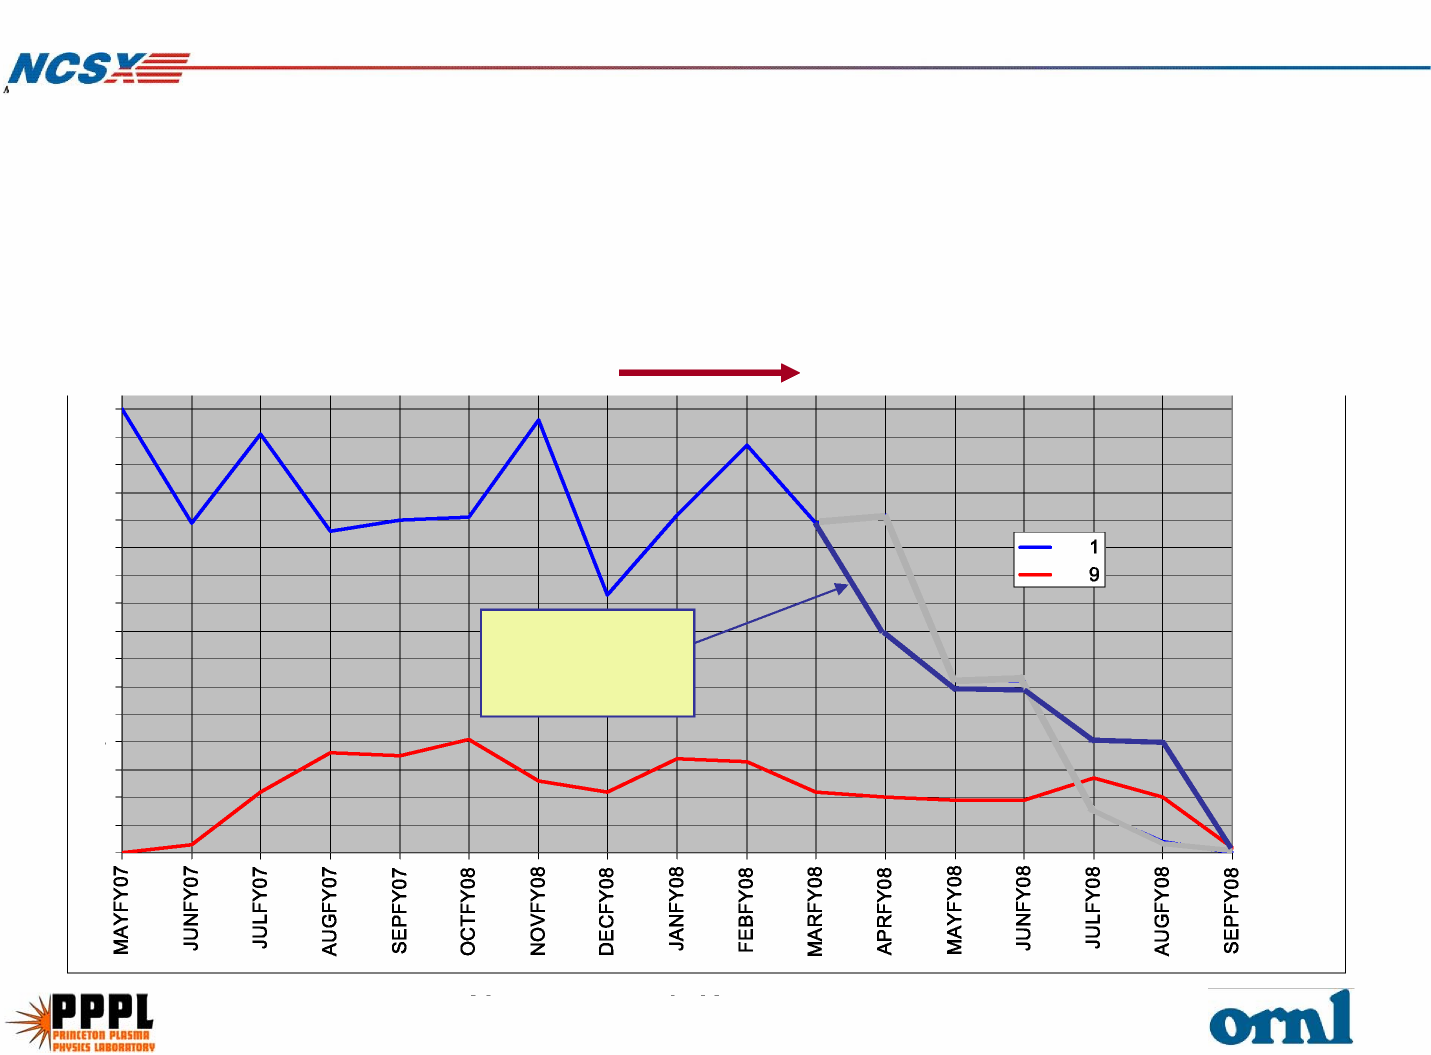 NCSX
1
9
MAYFY07
JUNFY07
JULFY07
AUGFY07
SEPFY07
OCTFY08
NOVFY08
DECFY08
JANFY08
FEBFY08
MARFY08
APRFY08
MAYFY08
JUNFY08
JULFY08
AUGFY08
SEPFY08
PPPL
PRINCETON PLASMA
PHYSICS LABORATORY
ornl